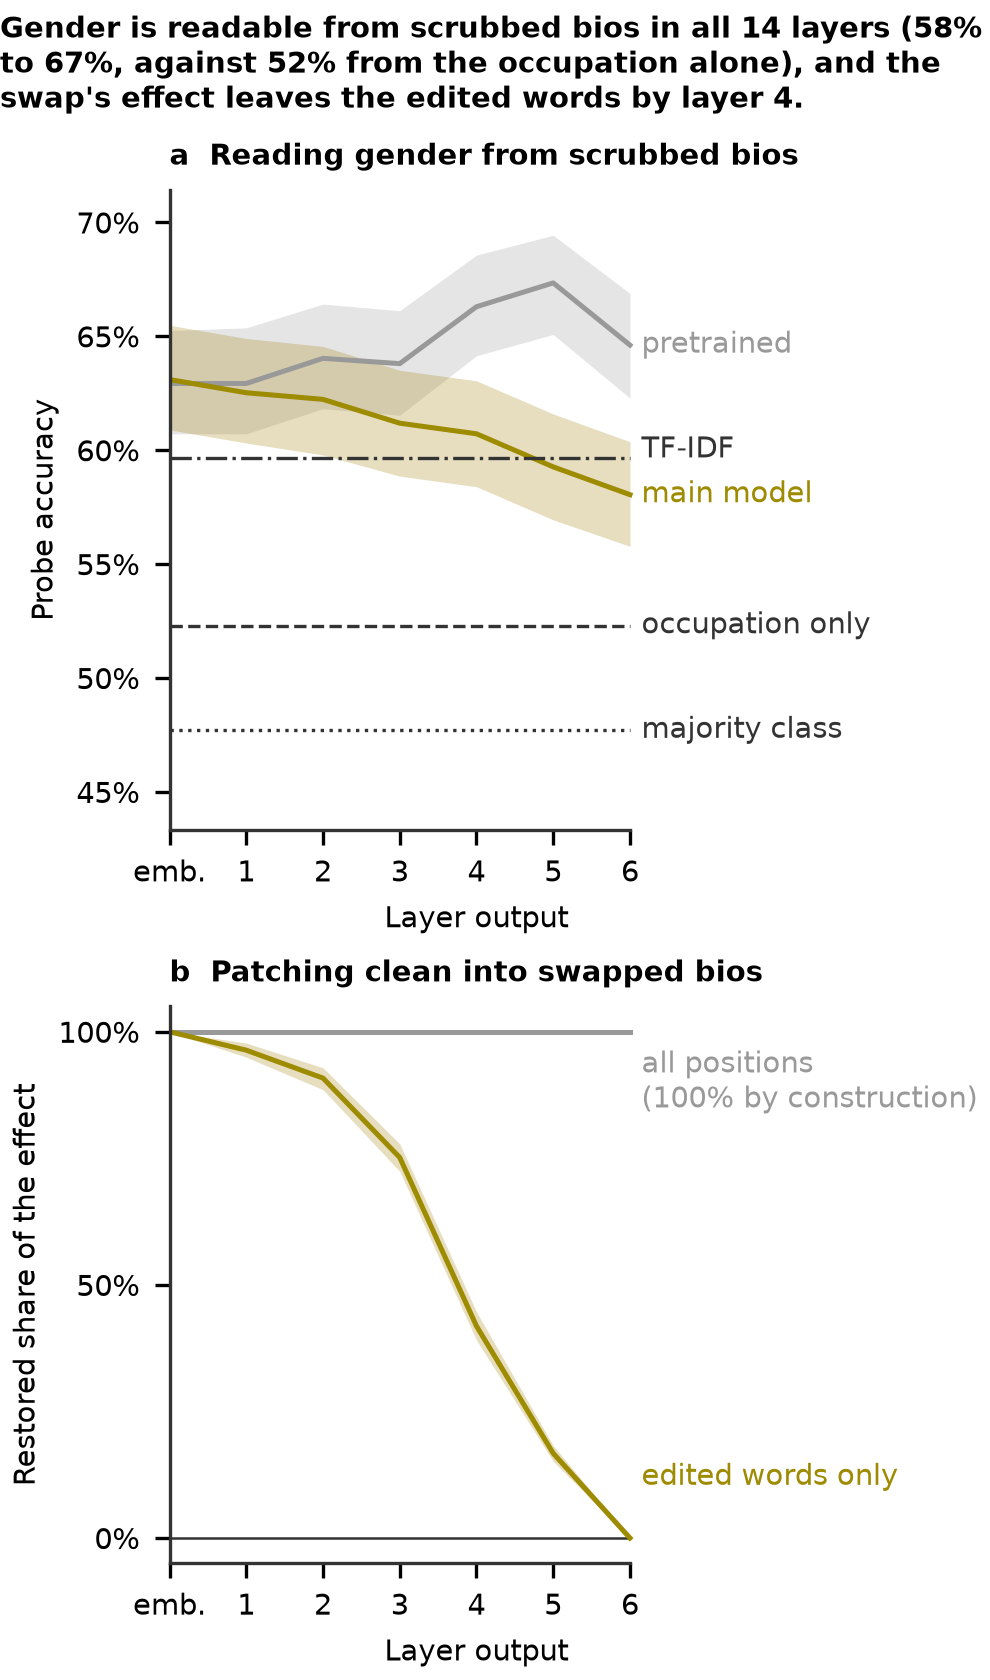 Gender is readable from scrubbed bios in all 14 layers (58%
to 67%, against 52% from the occupation alone), and the
swap's effect leaves the edited words by layer 4.
a Reading gender from scrubbed bios
70%
65%
60%
55%
50%
45%
Probe accuracy
pretrained
TF-IDF
main model
occupation only
majority class
emb. 1 2 3 4 5 6
Layer output
b Patching clean into swapped bios
100%
50%
0%
Restored share of the effect
all positions
(100% by construction)
edited words only
emb. 1 2 3 4 5 6
Layer output